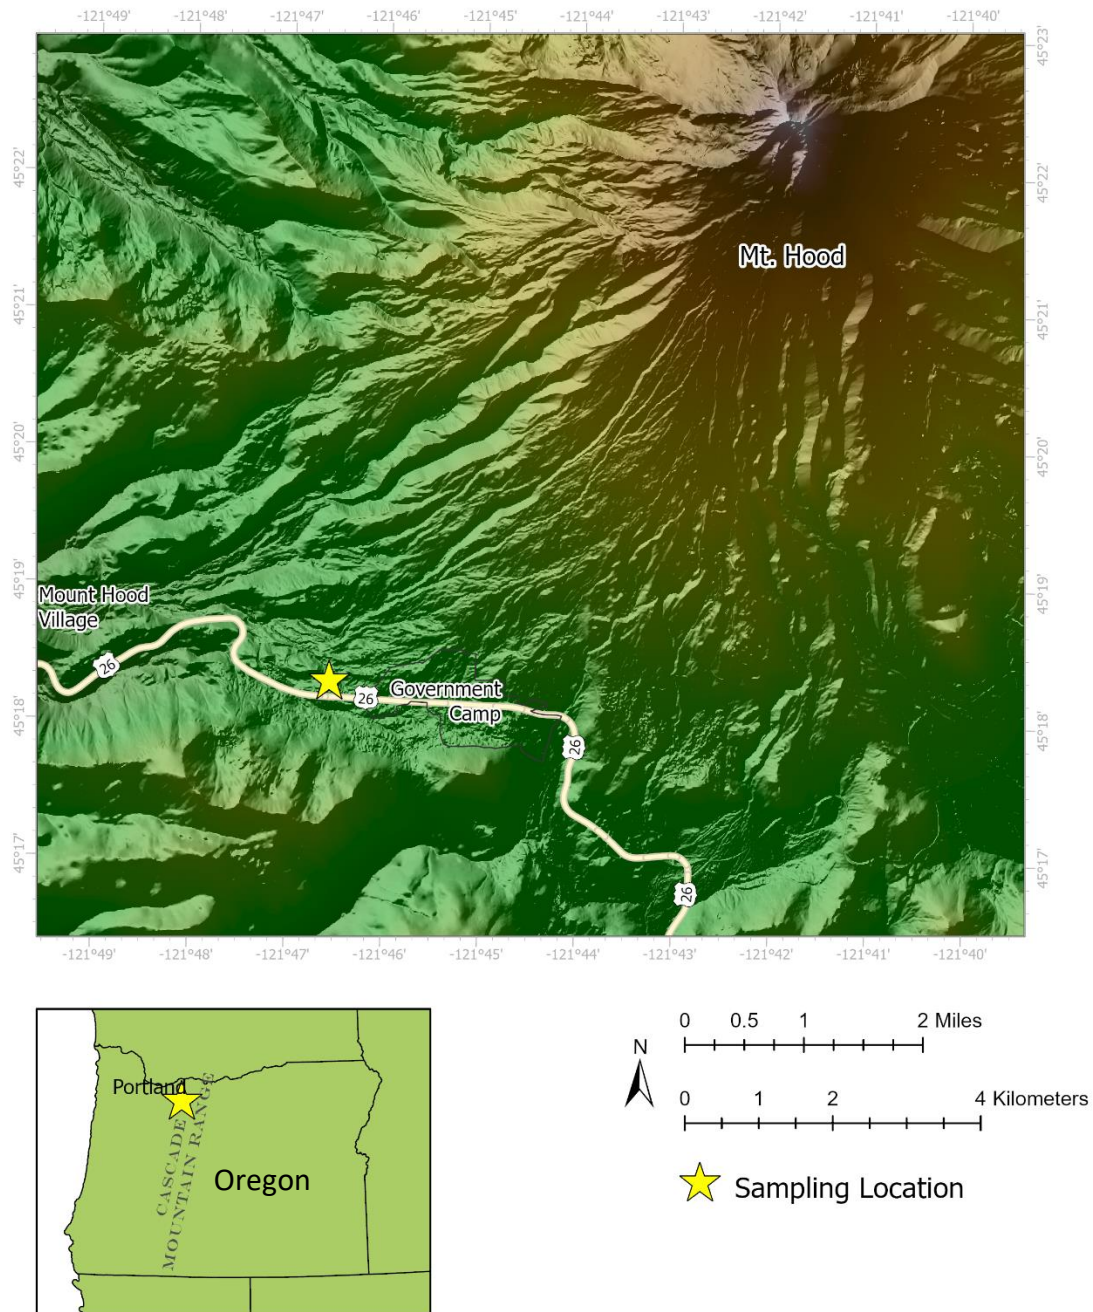 -121°49' -121°48' -121°47' -121°46' -121°45' -121°44' -121°43' -121°42' -121°41' -121°40'
45°23'
45°22'
45°22'
Mt. Hood
45°21'
45°21'
45°20'
45°20'
45°19'
45°19'
Mount Hood
Village
26
26
Government
Camp
45°18'
45°18'
26
45°17'
45°17'
26
-121°49' -121°48' -121°47' -121°46' -121°45' -121°44' -121°43' -121°42' -121°41' -121°40'
Portland
CASCADE
MOUNTAIN RANGE
Oregon
N
0 0.5 1 2 Miles
0 1 2 4 Kilometers
Sampling Location